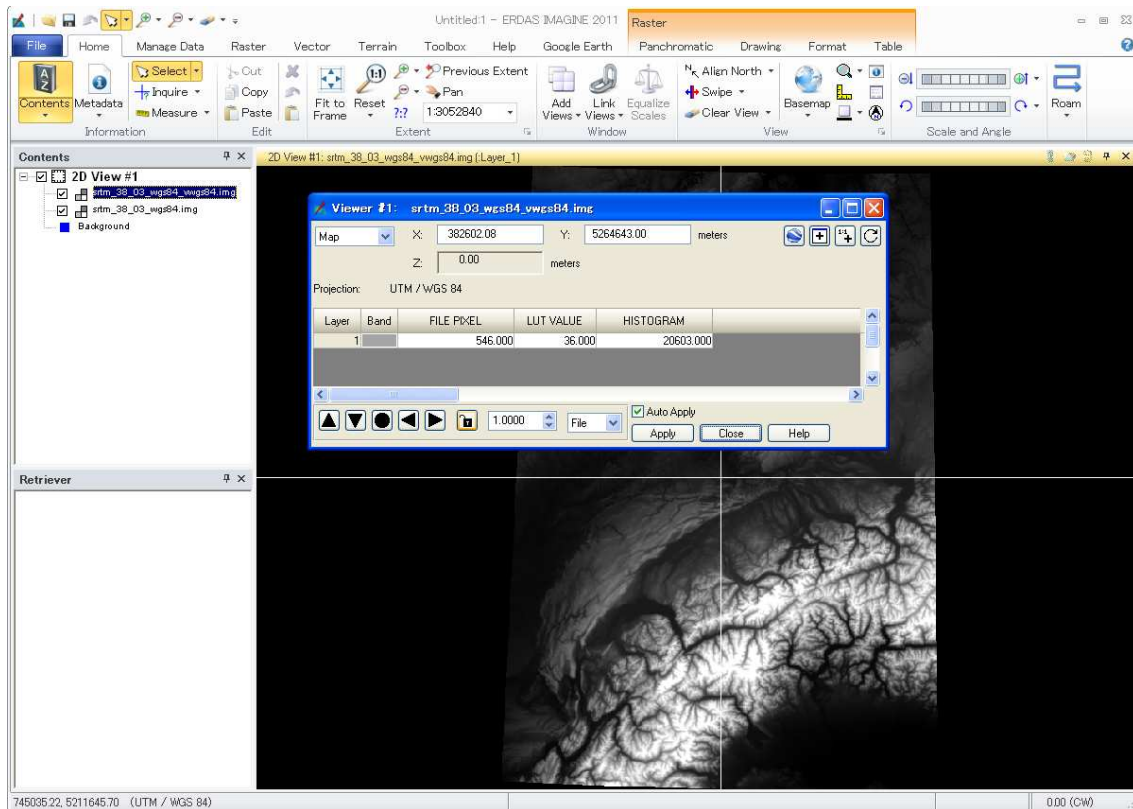 Untitled:1 - ERDAS IMAGINE 2011
Raster
File Home Manage Data Raster Vector Terrain Toolbox Help Google Earth Panchromatic Drawing Format Table
Contents
Metadata
Select
Inquire
Measure
Information
Cut
Copy
Paste
Edit
Fit to Frame
1:1
Reset
Previous Extent
Pan
?:?
1:3052840
Extent
Add Views
Link Views
Equalize Scales
Window
Align North
Swipe
Clear View
Basemap
View
Scale and Angle
Roam
Contents
2D View #1
srtm_38_03_wgs84_vwgs84.img
srtm_38_03_wgs84.img
Background
Retriever
2D View #1: srtm_38_03_wgs84_vwgs84.img (:Layer_1)
Viewer #1: srtm_38_03_wgs84_vwgs84.img
Map X: 382602.08 Y: 5264643.00 meters
Z: 0.00 meters
Projection: UTM / WGS 84
Layer Band FILE PIXEL LUT VALUE HISTOGRAM
1 546.000 36.000 20603.000
1.0000 File
Auto Apply
Apply Close Help
745035.22, 5211645.70 (UTM / WGS 84)
0.00 (CW)